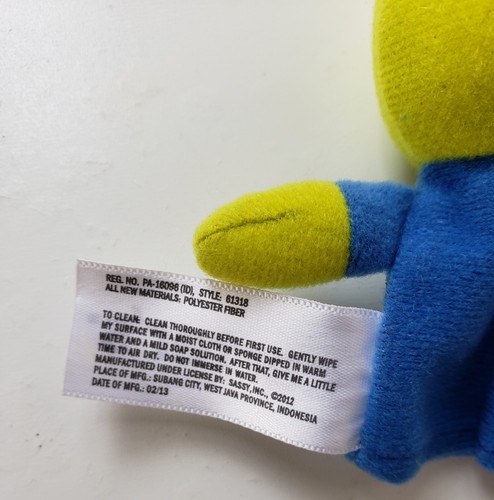 REG. NO. PA-16096 (ID), STYLE: 61318
ALL NEW MATERIALS: POLYESTER FIBER
TO CLEAN: CLEAN THOROUGHLY BEFORE FIRST USE. GENTLY WIPE
MY SURFACE WITH A MOIST CLOTH OR SPONGE DIPPED IN WARM
WATER AND A MILD SOAP SOLUTION. AFTER THAT, GIVE ME A LITTLE
TIME TO AIR DRY. DO NOT IMMERSE IN WATER.
MANUFACTURED UNDER LICENSE BY: SASSY, INC., ©2012
PLACE OF MFG.: SUBANG CITY, WEST JAVA PROVINCE, INDONESIA
DATE OF MFG.: 02/13